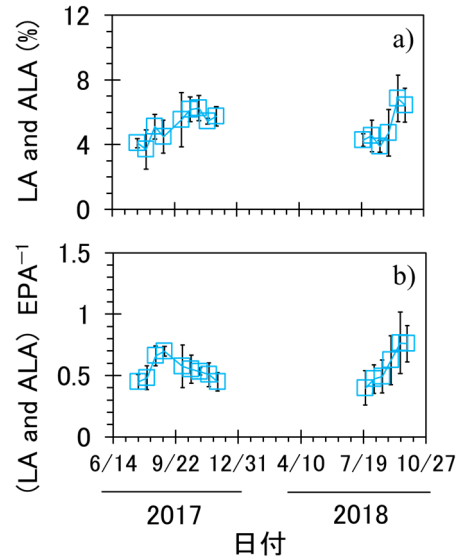 12
a)
8
4
0
LA and ALA (%)
1.5
b)
1
0.5
0
(LA and ALA) EPA⁻¹
6/14 9/22 12/31 4/10 7/19 10/27
2017 2018
日付